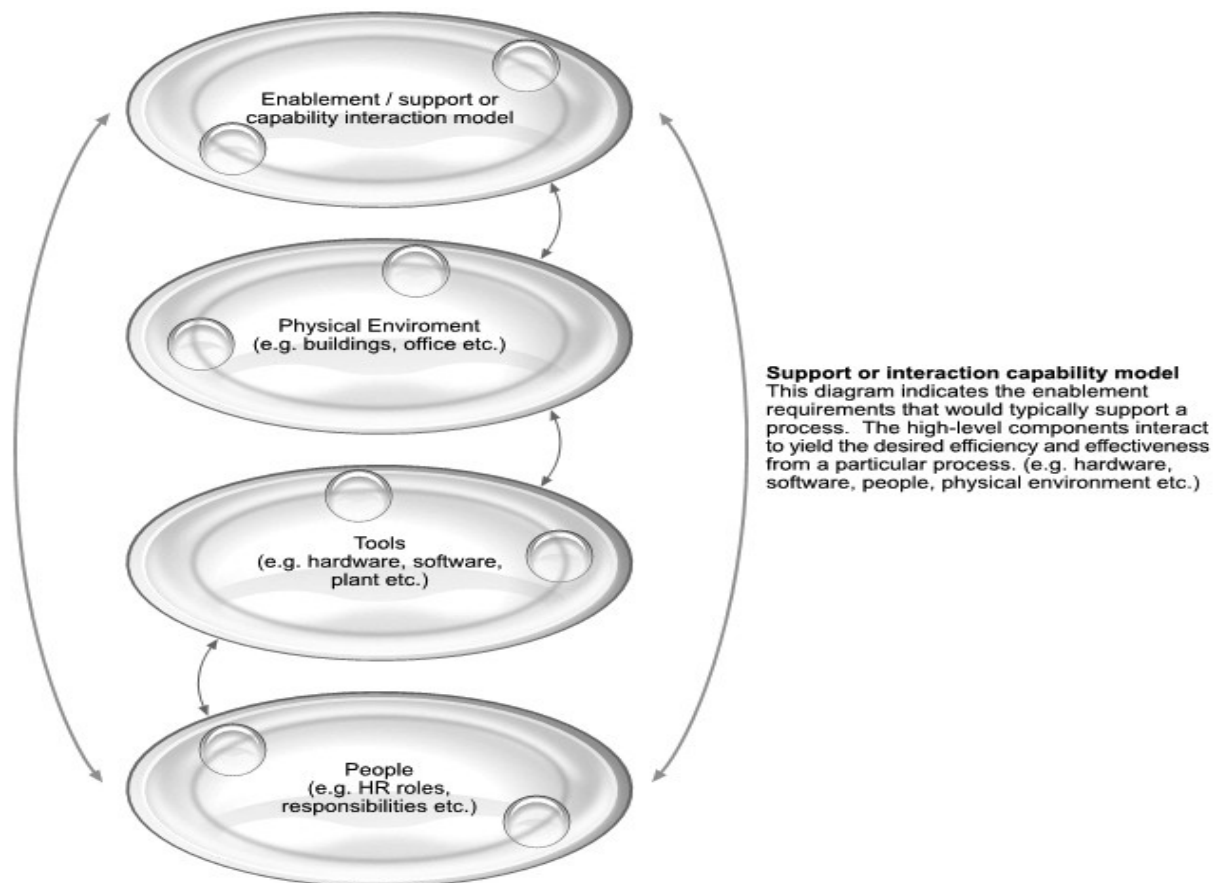 Enablement / support or
capability interaction model
Physical Enviroment
(e.g. buildings, office etc.)
Support or interaction capability model
This diagram indicates the enablement
requirements that would typically support a
process.  The high-level components interact
to yield the desired efficiency and effectiveness
from a particular process. (e.g. hardware,
software, people, physical environment etc.)
Tools
(e.g. hardware, software,
plant etc.)
People
(e.g. HR roles,
responsibilities etc.)